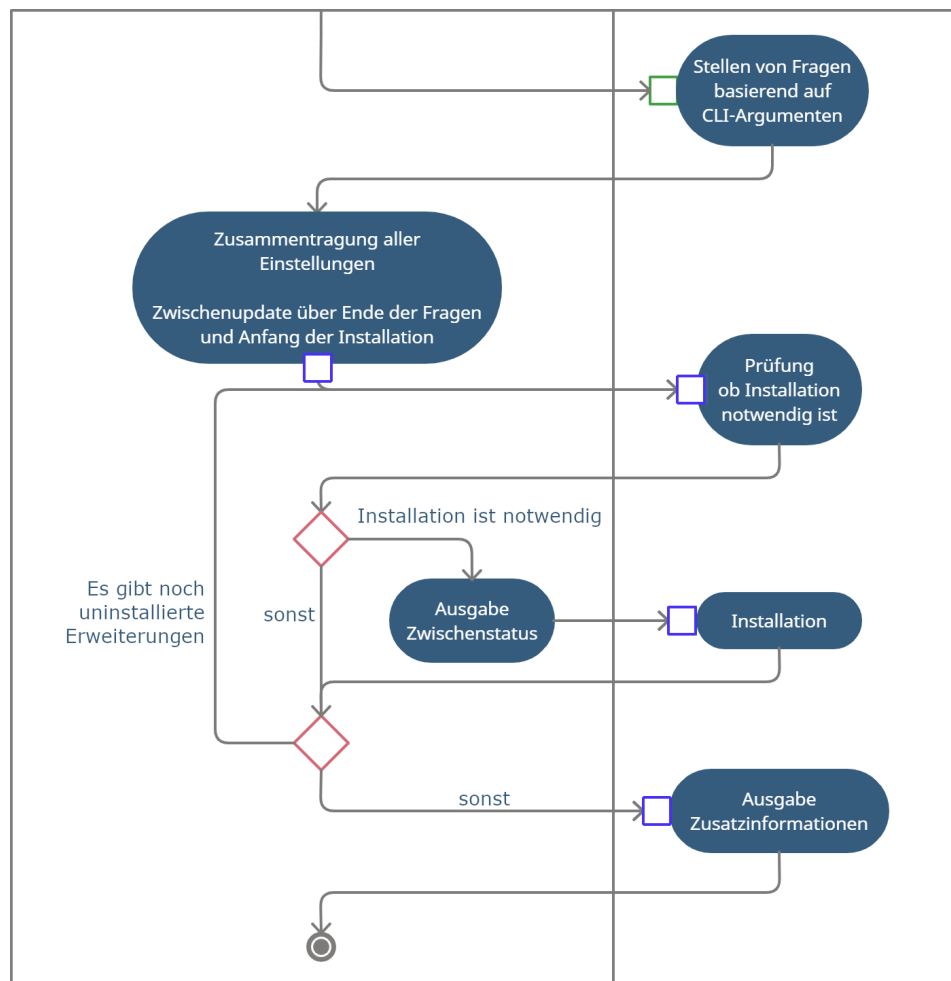 Stellen von Fragen
basierend auf
CLI-Argumenten
Zusammentragung aller
Einstellungen
Zwischenupdate über Ende der Fragen
und Anfang der Installation
Prüfung
ob Installation
notwendig ist
Installation ist notwendig
Es gibt noch
uninstallierte
Erweiterungen
sonst
Ausgabe
Zwischenstatus
Installation
sonst
Ausgabe
Zusatzinformationen